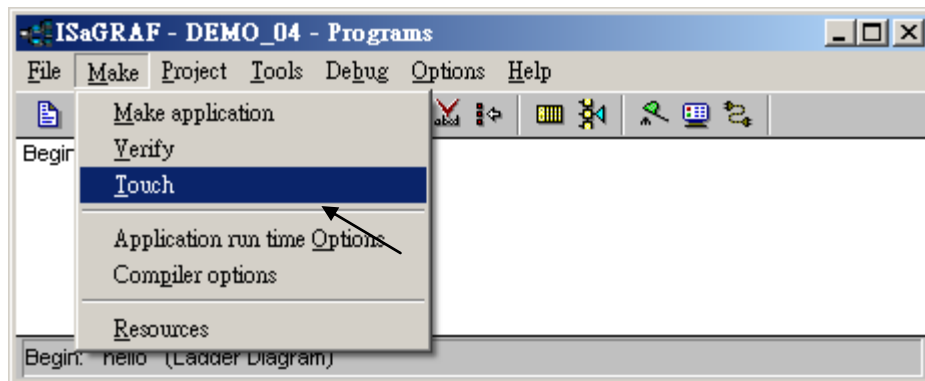 ISaGRAF - DEMO_04 - Programs
File Make Project Tools Debug Options Help
Make application
Begin
Verify
Touch
Application run time Options
Compiler options
Resources
Begin: hello (Ladder Diagram)